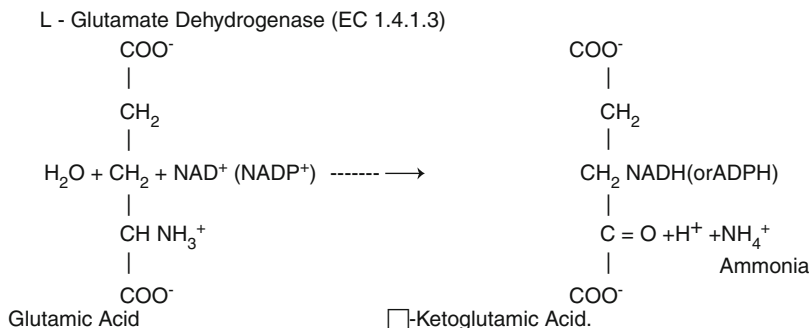 L - Glutamate Dehydrogenase (EC 1.4.1.3)
COO⁻ COO⁻
| |
CH₂ CH₂
| |
H₂O + CH₂ + NAD⁺ (NADP⁺) ------- ⟶ CH₂ NADH(orADPH)
| |
CH NH₃⁺ C = O +H⁺ +NH₄⁺
| | Ammonia
COO⁻ COO⁻
Glutamic Acid □-Ketoglutamic Acid.